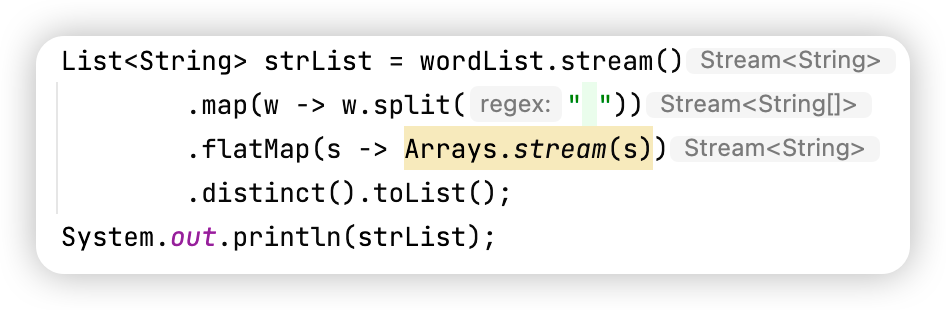 List<String> strList = wordList.stream() Stream<String>
.map(w -> w.split( regex: " ")) Stream<String[]>
.flatMap(s -> Arrays.stream(s)) Stream<String>
.distinct().toList();
System.out.println(strList);